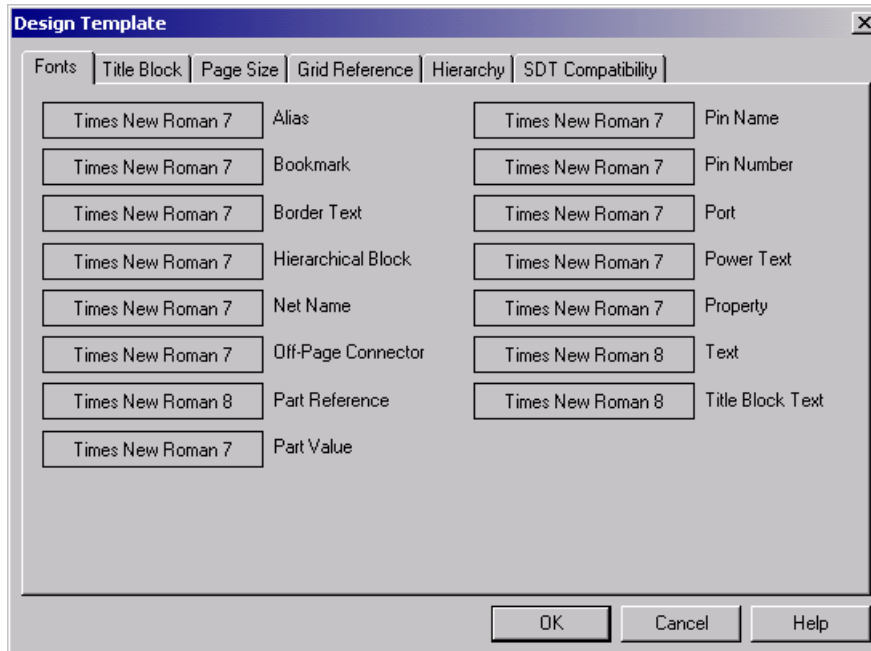 Design Template
Fonts Title Block Page Size Grid Reference Hierarchy SDT Compatibility
Times New Roman 7 Alias Times New Roman 7 Pin Name
Times New Roman 7 Bookmark Times New Roman 7 Pin Number
Times New Roman 7 Border Text Times New Roman 7 Port
Times New Roman 7 Hierarchical Block Times New Roman 7 Power Text
Times New Roman 7 Net Name Times New Roman 7 Property
Times New Roman 7 Off-Page Connector Times New Roman 8 Text
Times New Roman 8 Part Reference Times New Roman 8 Title Block Text
Times New Roman 7 Part Value
OK Cancel Help